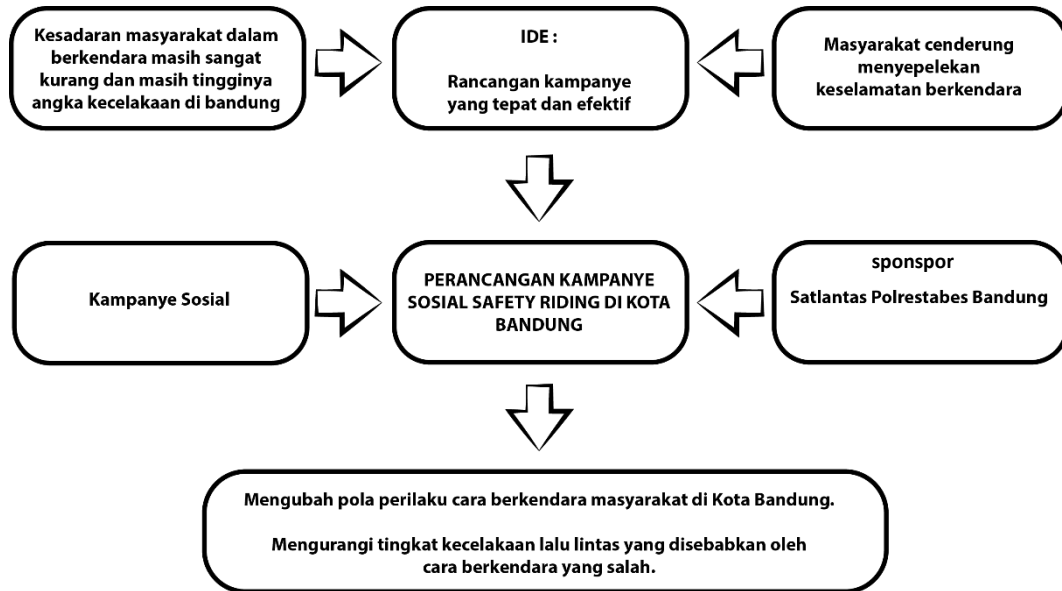 Kesadaran masyarakat dalam
berkendara masih sangat
kurang dan masih tingginya
angka kecelakaan di bandung
IDE :
Rancangan kampanye
yang tepat dan efektif
Masyarakat cenderung
menyepelekan
keselamatan berkendara
Kampanye Sosial
PERANCANGAN KAMPANYE
SOSIAL SAFETY RIDING DI KOTA
BANDUNG
sponspor
Satlantas Polrestabes Bandung
Mengubah pola perilaku cara berkendara masyarakat di Kota Bandung.
Mengurangi tingkat kecelakaan lalu lintas yang disebabkan oleh
cara berkendara yang salah.